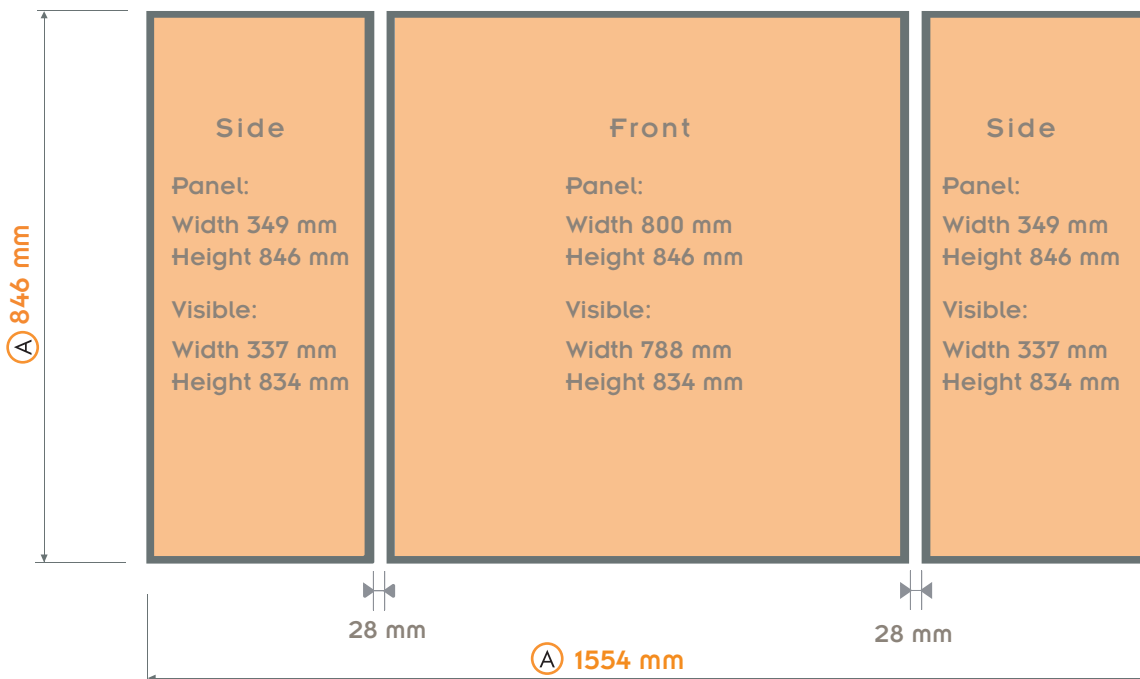 Side
Panel:
Width 349 mm
Height 846 mm
Visible:
Width 337 mm
Height 834 mm
Front
Panel:
Width 800 mm
Height 846 mm
Visible:
Width 788 mm
Height 834 mm
Side
Panel:
Width 349 mm
Height 846 mm
Visible:
Width 337 mm
Height 834 mm
A 846 mm
28 mm
28 mm
A 1554 mm